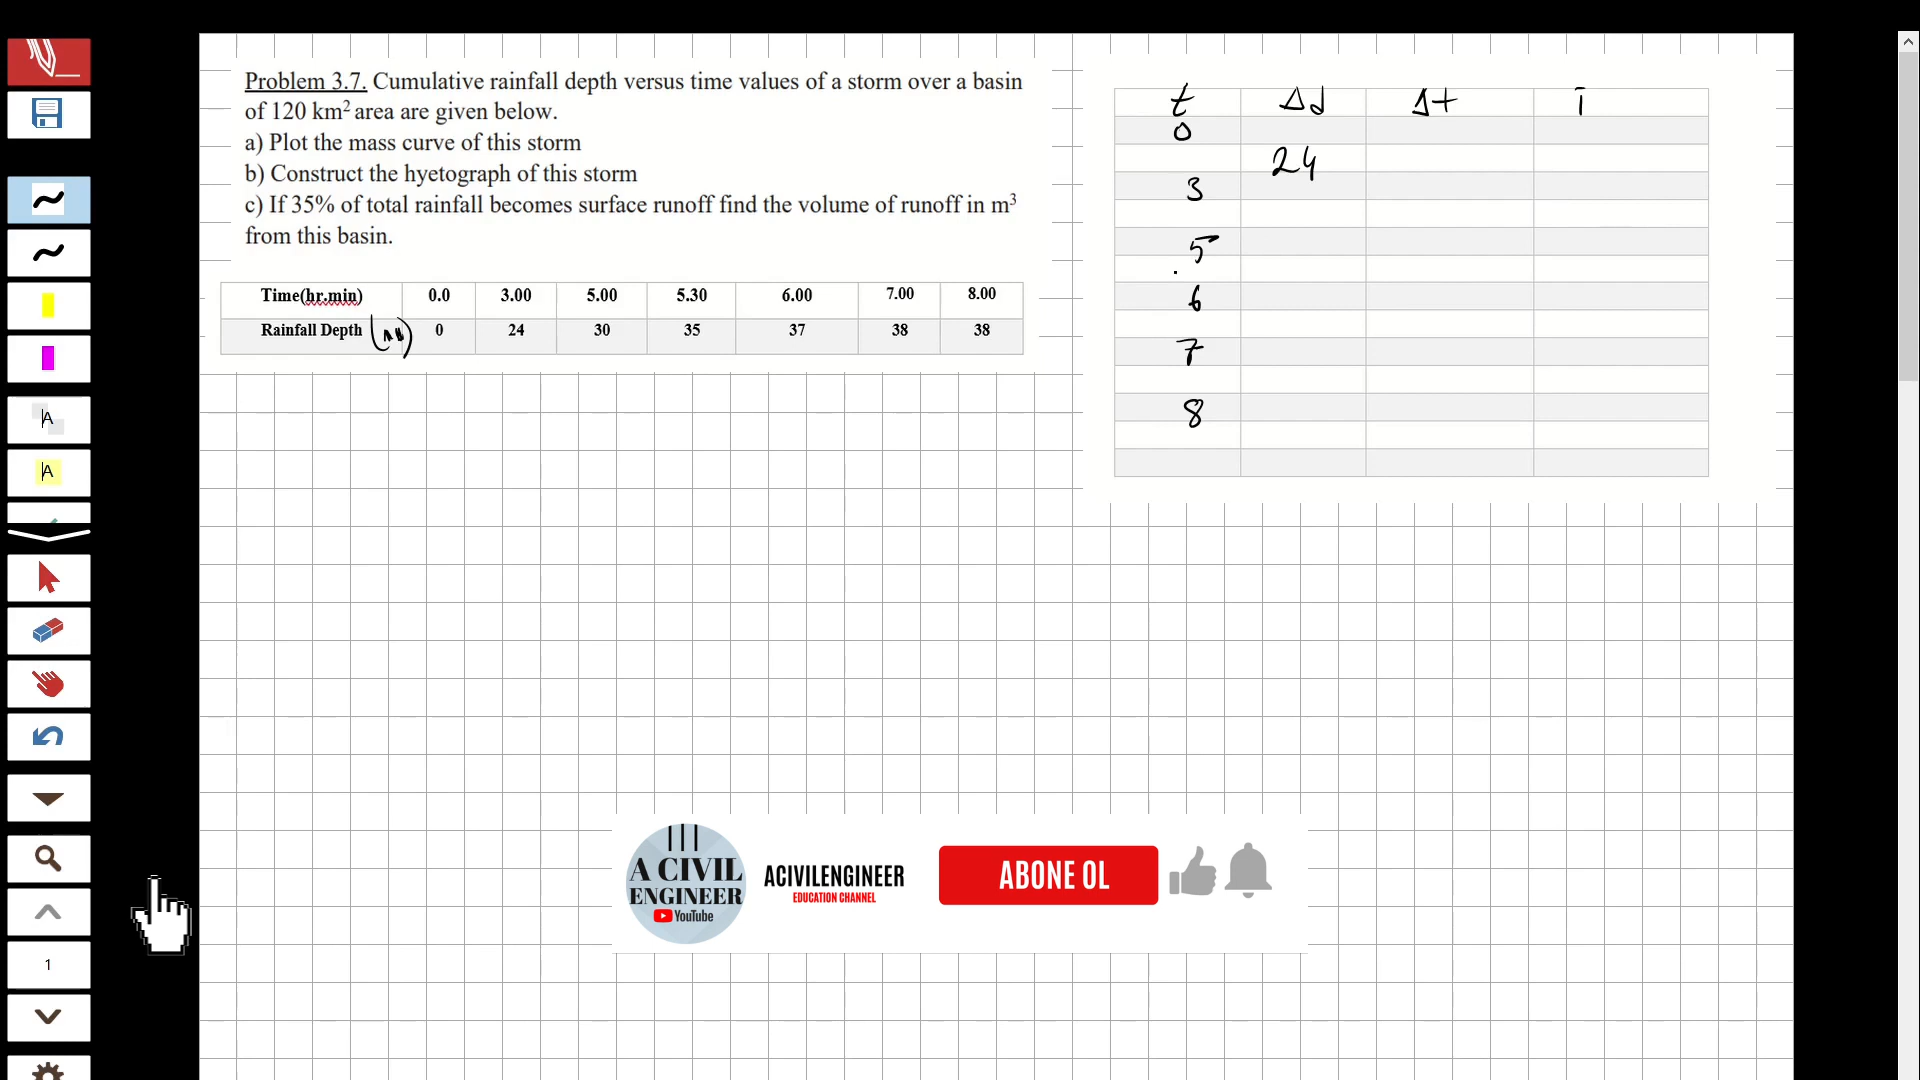 Problem 3.7. Cumulative rainfall depth versus time values of a storm over a basin
of 120 km² area are given below.
a) Plot the mass curve of this storm
b) Construct the hyetograph of this storm
c) If 35% of total rainfall becomes surface runoff find the volume of runoff in m³
from this basin.
Time(hr.min) 0.0 3.00 5.00 5.30 6.00 7.00 8.00
Rainfall Depth 0 24 30 35 37 38 38
t Δd Δt i
0
24
3
5
6
7
8
A
A
1
A CIVIL
ENGINEER
YouTube
ACIVILENGINEER
EDUCATION CHANNEL
ABONE OL